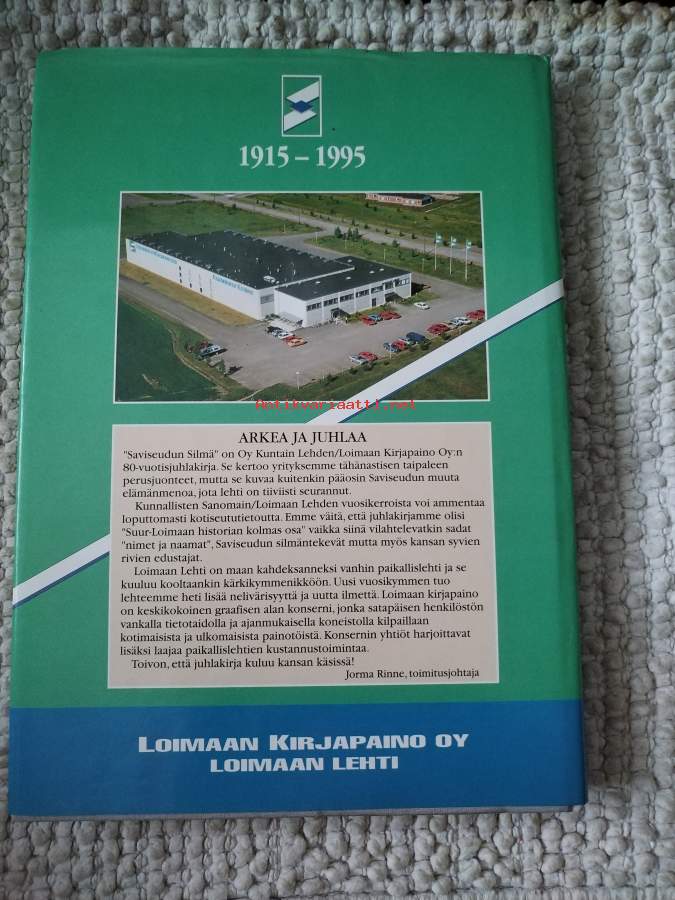 1915 – 1995
Antikvariaatti.net
ARKEA JA JUHLAA
"Saviseudun Silmä" on Oy Kuntain Lehden/Loimaan Kirjapaino Oy:n
80-vuotisjuhlakirja. Se kertoo yrityksemme tähänastisen taipaleen
perusjuonteet, mutta se kuvaa kuitenkin pääosin Saviseudun muuta
elämänmenoa, jota lehti on tiiviisti seurannut.
Kunnallisten Sanomain/Loimaan Lehden vuosikerroista voi ammentaa
loputtomasti kotiseututietoutta. Emme väitä, että juhlakirjamme olisi
"Suur-Loimaan historian kolmas osa" vaikka siinä vilahtelevatkin sadat
"nimet ja naamat", Saviseudun silmäntekevät mutta myös kansan syvien
rivien edustajat.
Loimaan Lehti on maan kahdeksanneksi vanhin paikallislehti ja se
kuuluu kooltaankin kärkikymmenikköön. Uusi vuosikymmen tuo
lehteemme heti lisää nelivärisyyttä ja uutta ilmettä. Loimaan kirjapaino
on keskikokoinen graafisen alan konserni, jonka satapäisen henkilöstön
vankalla tietotaidolla ja ajanmukaisella koneistolla kilpaillaan
kotimaisista ja ulkomaisista painotöistä. Konsernin yhtiöt harjoittavat
lisäksi laajaa paikallislehtien kustannustoimintaa.
Toivon, että juhlakirja kuluu kansan käsissä!
Jorma Rinne, toimitusjohtaja
LOIMAAN KIRJAPAINO OY
LOIMAAN LEHTI